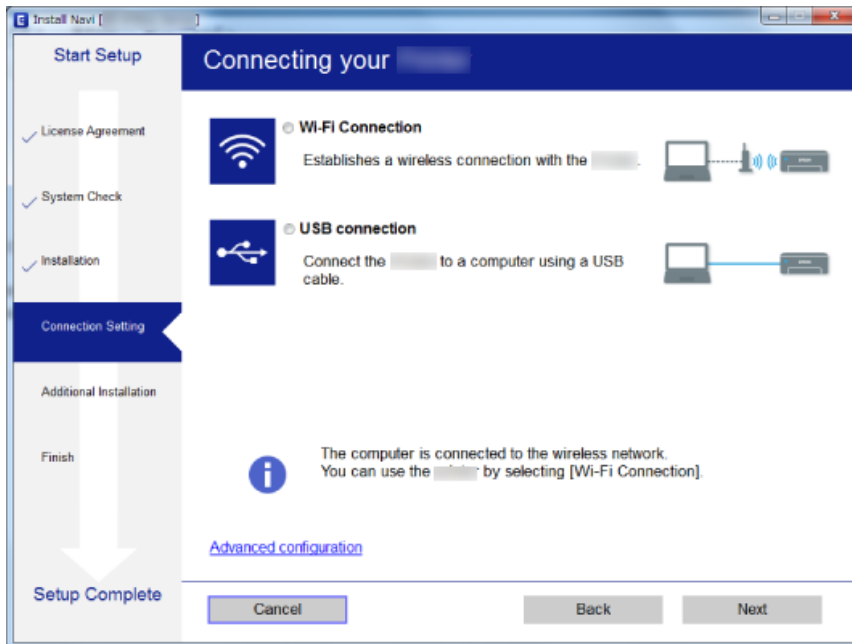 E Install Navi [ ]
Start Setup
License Agreement
System Check
Installation
Connection Setting
Additional Installation
Finish
Setup Complete
Connecting your
Wi-Fi Connection
Establishes a wireless connection with the .
USB connection
Connect the to a computer using a USB
cable.
The computer is connected to the wireless network.
You can use the by selecting [Wi-Fi Connection].
Advanced configuration
Cancel
Back
Next